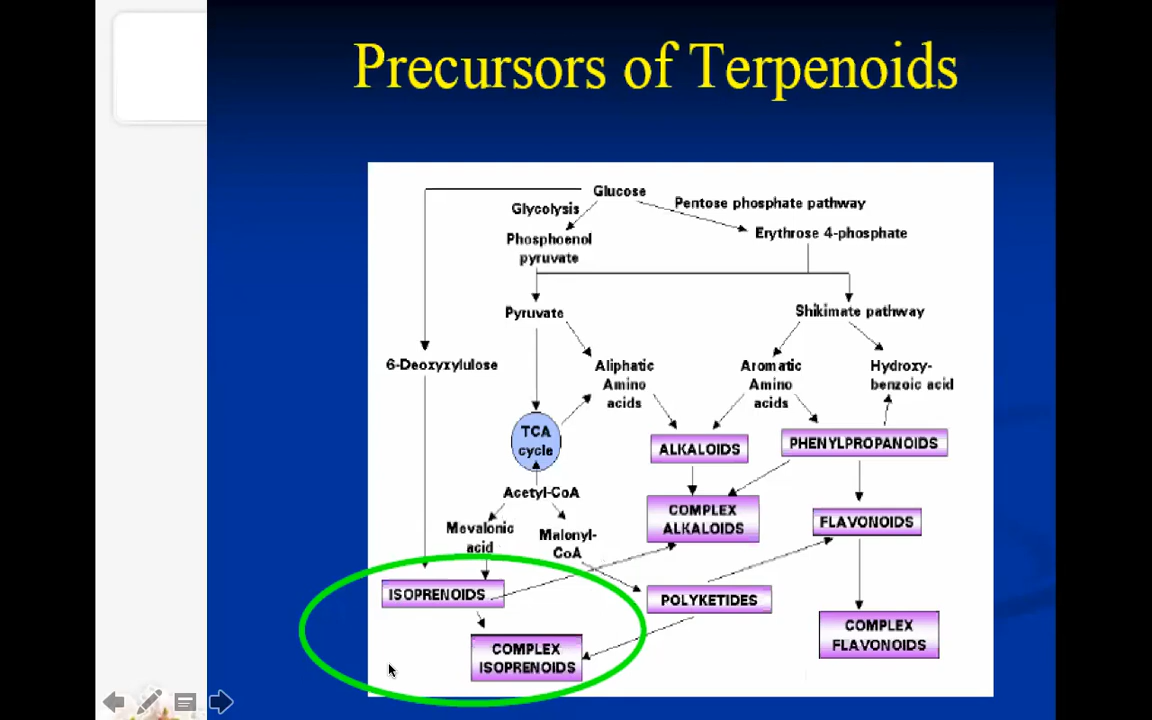 Precursors of Terpenoids
Glucose
Glycolysis
Pentose phosphate pathway
Phosphoenol
pyruvate
Erythrose 4-phosphate
Pyruvate
Shikimate pathway
6-Deoxyxylulose
Aliphatic
Amino
acids
Aromatic
Amino
acids
Hydroxy-
benzoic acid
TCA
cycle
ALKALOIDS
PHENYLPROPANOIDS
Acetyl-CoA
Mevalonic
acid
Malonyl-
CoA
COMPLEX
ALKALOIDS
FLAVONOIDS
ISOPRENOIDS
POLYKETIDES
COMPLEX
ISOPRENOIDS
COMPLEX
FLAVONOIDS